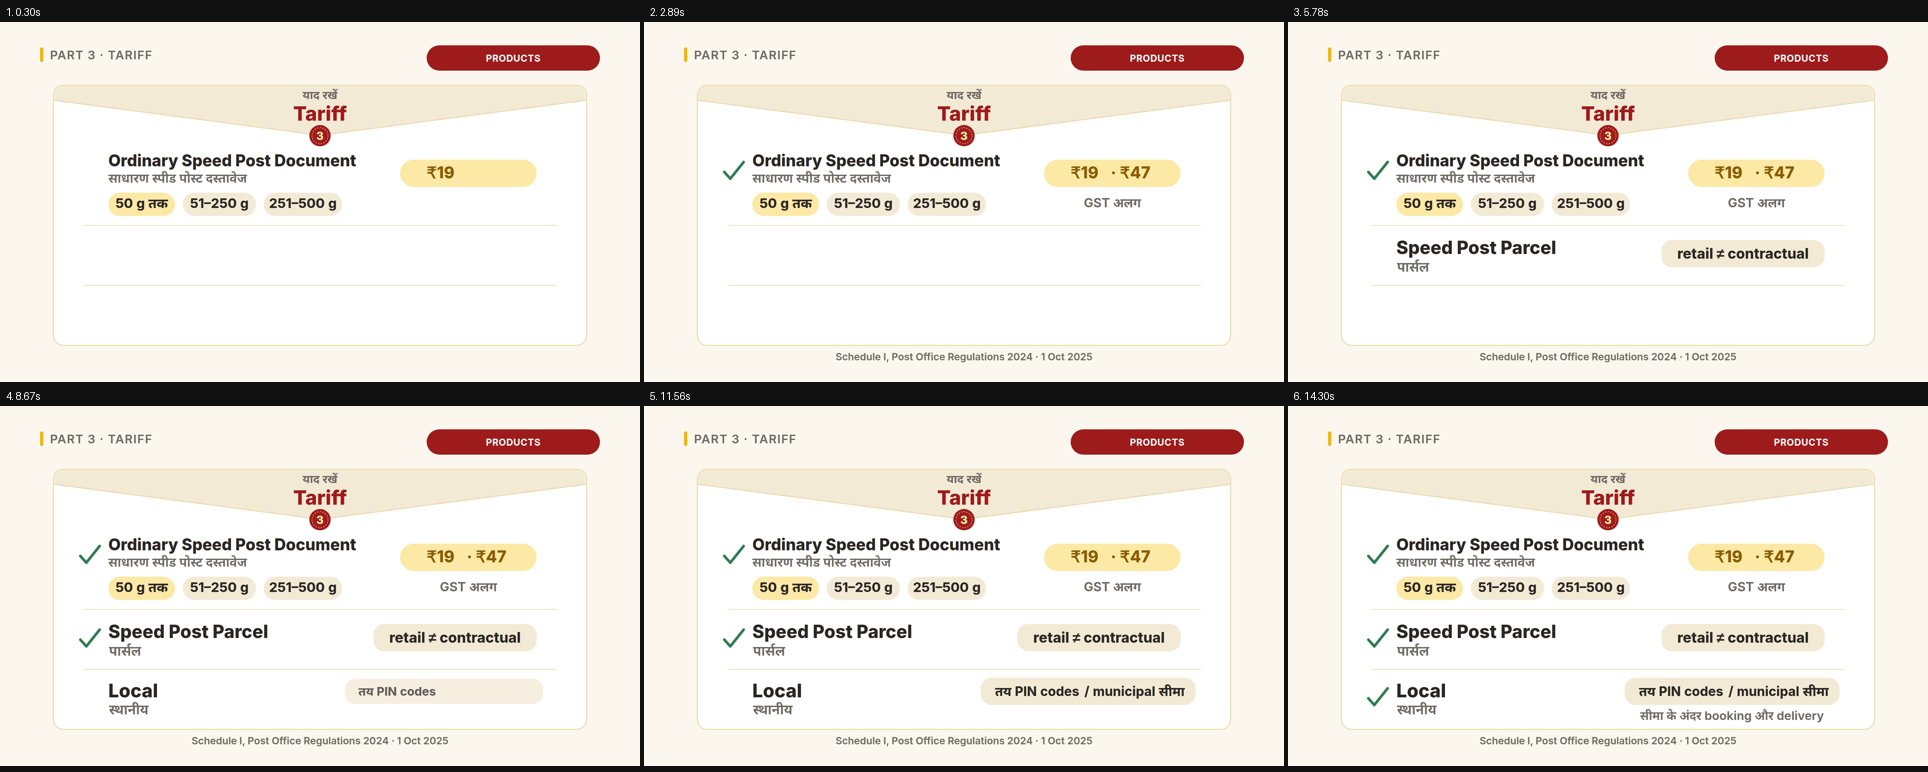 1. 0.30s
PART 3 · TARIFF
PRODUCTS
याद रखें
Tariff
3
Ordinary Speed Post Document
साधारण स्पीड पोस्ट दस्तावेज
₹19
50 g तक 51–250 g 251–500 g
2. 2.89s
PART 3 · TARIFF
PRODUCTS
याद रखें
Tariff
3
Ordinary Speed Post Document
साधारण स्पीड पोस्ट दस्तावेज
₹19 · ₹47
50 g तक 51–250 g 251–500 g
GST अलग
Schedule I, Post Office Regulations 2024 · 1 Oct 2025
3. 5.78s
PART 3 · TARIFF
PRODUCTS
याद रखें
Tariff
3
Ordinary Speed Post Document
साधारण स्पीड पोस्ट दस्तावेज
₹19 · ₹47
50 g तक 51–250 g 251–500 g
GST अलग
Speed Post Parcel
पार्सल
retail ≠ contractual
Schedule I, Post Office Regulations 2024 · 1 Oct 2025
4. 8.67s
PART 3 · TARIFF
PRODUCTS
याद रखें
Tariff
3
Ordinary Speed Post Document
साधारण स्पीड पोस्ट दस्तावेज
₹19 · ₹47
50 g तक 51–250 g 251–500 g
GST अलग
Speed Post Parcel
पार्सल
retail ≠ contractual
Local
स्थानीय
तय PIN codes
Schedule I, Post Office Regulations 2024 · 1 Oct 2025
5. 11.56s
PART 3 · TARIFF
PRODUCTS
याद रखें
Tariff
3
Ordinary Speed Post Document
साधारण स्पीड पोस्ट दस्तावेज
₹19 · ₹47
50 g तक 51–250 g 251–500 g
GST अलग
Speed Post Parcel
पार्सल
retail ≠ contractual
Local
स्थानीय
तय PIN codes / municipal सीमा
Schedule I, Post Office Regulations 2024 · 1 Oct 2025
6. 14.30s
PART 3 · TARIFF
PRODUCTS
याद रखें
Tariff
3
Ordinary Speed Post Document
साधारण स्पीड पोस्ट दस्तावेज
₹19 · ₹47
50 g तक 51–250 g 251–500 g
GST अलग
Speed Post Parcel
पार्सल
retail ≠ contractual
Local
स्थानीय
तय PIN codes / municipal सीमा
सीमा के अंदर booking और delivery
Schedule I, Post Office Regulations 2024 · 1 Oct 2025